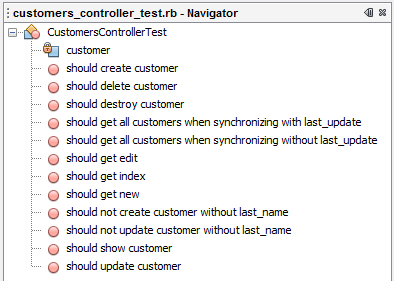 customers_controller_test.rb - Navigator
CustomersControllerTest
customer
should create customer
should delete customer
should destroy customer
should get all customers when synchronizing with last_update
should get all customers when synchronizing without last_update
should get edit
should get index
should get new
should not create customer without last_name
should not update customer without last_name
should show customer
should update customer